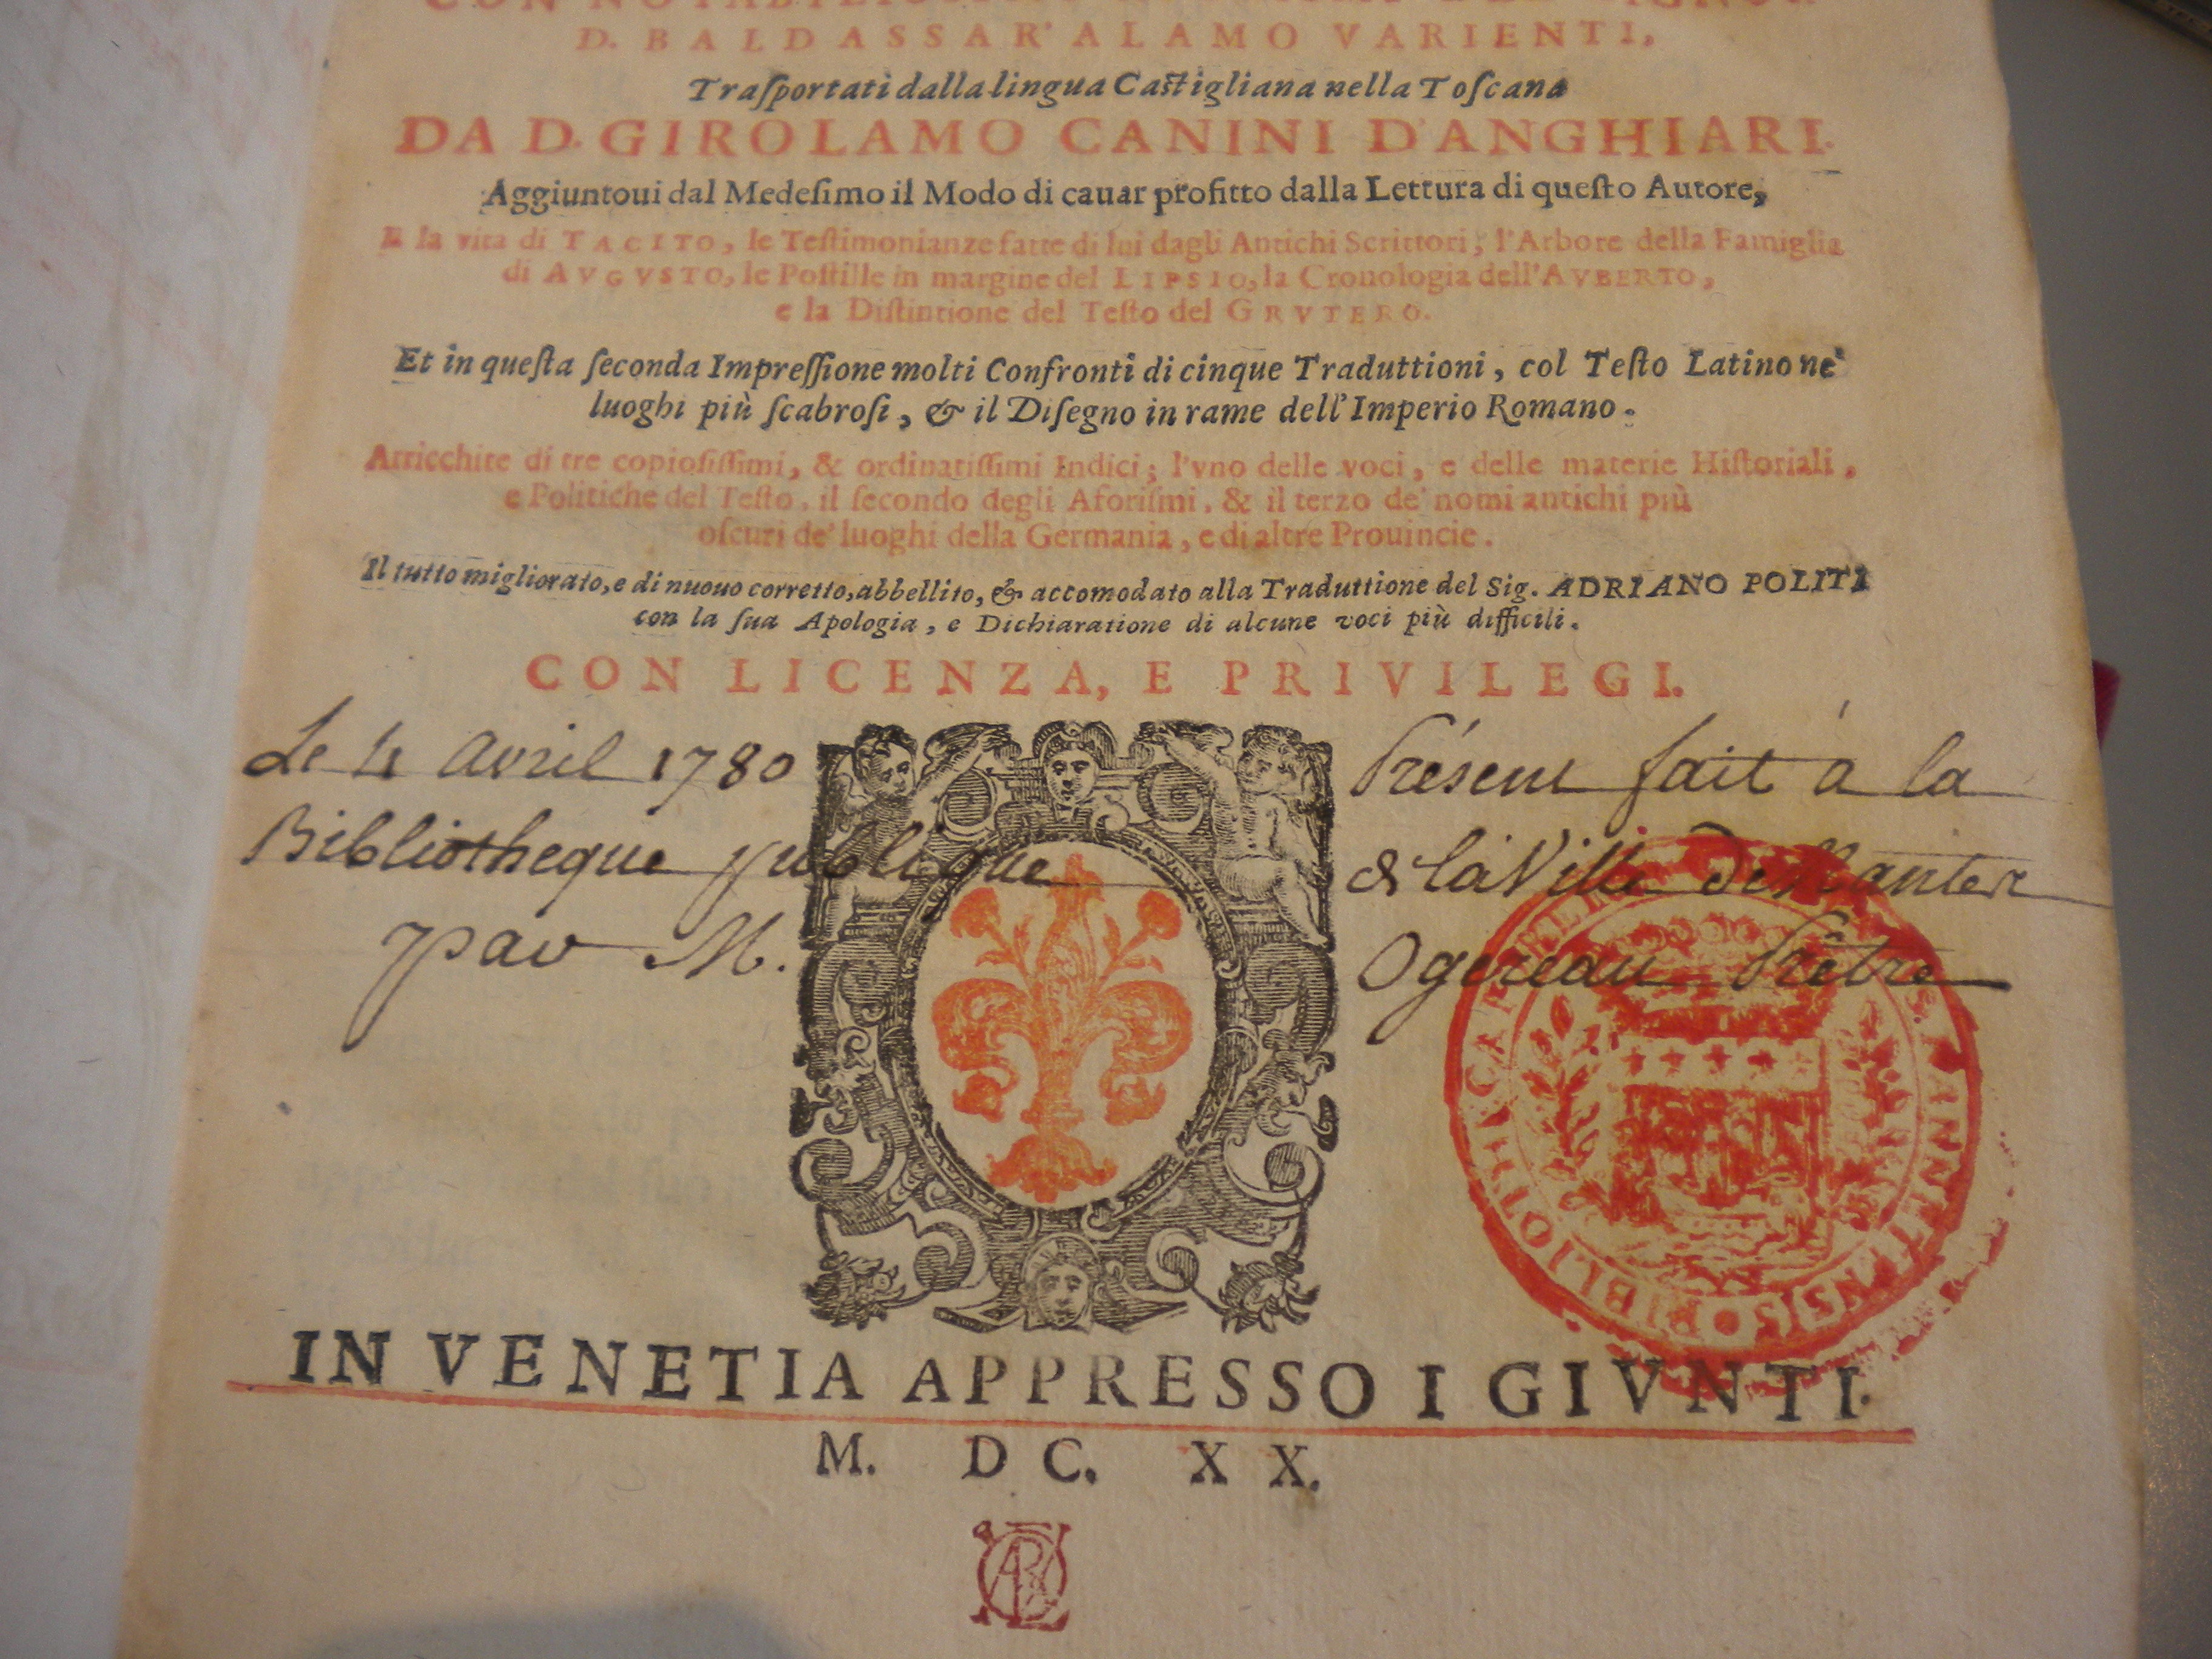 D. BALDASSAR' ALAMO VARIENTI,
Traſportati dalla lingua Caſtigliana nella Toſcana
DA D. GIROLAMO CANINI D'ANGHIARI.
Aggiuntoui dal Medeſimo il Modo di cauar profitto dalla Lettura di queſto Autore,
E la vita di TACITO, le Teſtimonianze fatte di lui dagli Antichi Scrittori, l'Arbore della Famiglia
di AVGVSTO, le Poſtille in margine del LIPSIO, la Cronologia dell'AVBERTO,
e la Diſtintione del Teſto del GRVTERO.
Et in queſta ſeconda Impreſſione molti Confronti di cinque Traduttioni, col Teſto Latino ne'
luoghi più ſcabroſi, & il Diſegno in rame dell'Imperio Romano.
Arricchite di tre copioſiſſimi, & ordinatiſſimi Indici; l'vno delle voci, e delle materie Hiſtoriali,
e Politiche del Teſto, il ſecondo degli Aforiſmi, & il terzo de' nomi antichi più
oſcuri de' luoghi della Germania, e di altre Prouincie.
Il tutto migliorato, e di nuouo corretto, abbellito, & accomodato alla Traduttione del Sig. ADRIANO POLITI
con la ſua Apologia, e Dichiaratione di alcune voci più difficili.
CON LICENZA, E PRIVILEGI.
Le 4 Avril 1780 Présent fait à la
Bibliotheque publique de la Ville de Nantes
par M. Ogereau Prêtre
NANNETENSIS BIBLIOTH
IN VENETIA APPRESSO I GIVNTI.
M. DC. XX.